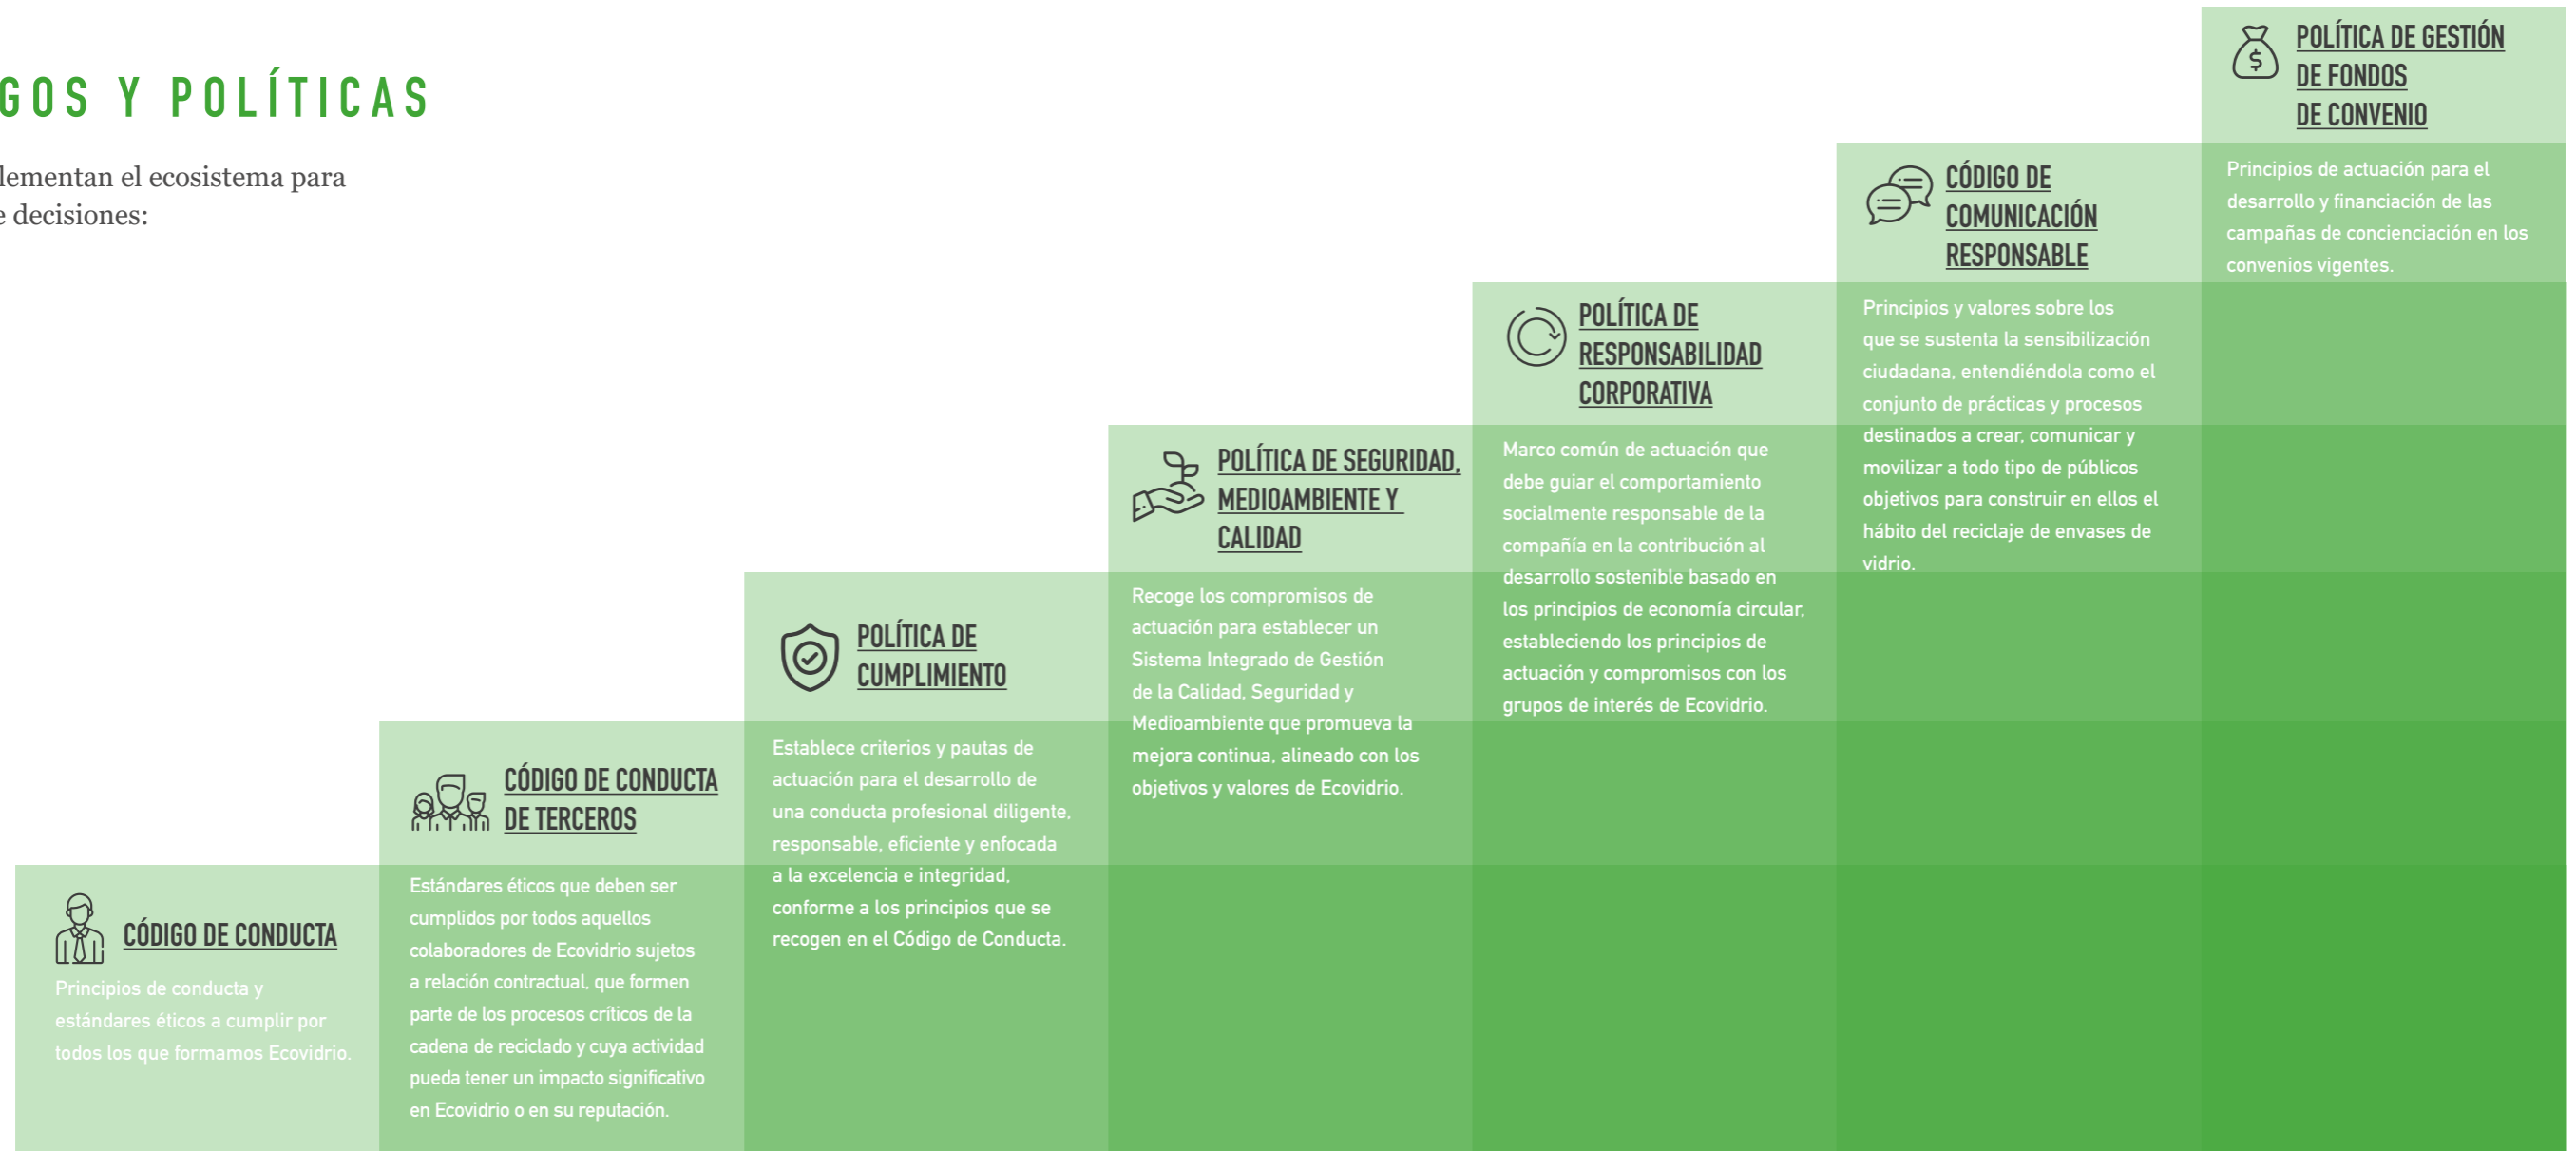 GOS Y POLÍTICAS
lementan el ecosistema para
e decisiones:
CÓDIGO DE CONDUCTA
Principios de conducta y
estándares éticos a cumplir por
todos los que formamos Ecovidrio.
CÓDIGO DE CONDUCTA
DE TERCEROS
Estándares éticos que deben ser
cumplidos por todos aquellos
colaboradores de Ecovidrio sujetos
a relación contractual, que formen
parte de los procesos críticos de la
cadena de reciclado y cuya actividad
pueda tener un impacto significativo
en Ecovidrio o en su reputación.
POLÍTICA DE
CUMPLIMIENTO
Establece criterios y pautas de
actuación para el desarrollo de
una conducta profesional diligente,
responsable, eficiente y enfocada
a la excelencia e integridad,
conforme a los principios que se
recogen en el Código de Conducta.
POLÍTICA DE SEGURIDAD,
MEDIOAMBIENTE Y
CALIDAD
Recoge los compromisos de
actuación para establecer un
Sistema Integrado de Gestión
de la Calidad, Seguridad y
Medioambiente que promueva la
mejora continua, alineado con los
objetivos y valores de Ecovidrio.
POLÍTICA DE
RESPONSABILIDAD
CORPORATIVA
Marco común de actuación que
debe guiar el comportamiento
socialmente responsable de la
compañía en la contribución al
desarrollo sostenible basado en
los principios de economía circular,
estableciendo los principios de
actuación y compromisos con los
grupos de interés de Ecovidrio.
CÓDIGO DE
COMUNICACIÓN
RESPONSABLE
Principios y valores sobre los
que se sustenta la sensibilización
ciudadana, entendiéndola como el
conjunto de prácticas y procesos
destinados a crear, comunicar y
movilizar a todo tipo de públicos
objetivos para construir en ellos el
hábito del reciclaje de envases de
vidrio.
POLÍTICA DE GESTIÓN
DE FONDOS
DE CONVENIO
Principios de actuación para el
desarrollo y financiación de las
campañas de concienciación en los
convenios vigentes.